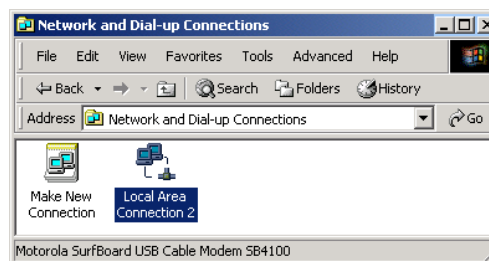 Network and Dial-up Connections
File Edit View Favorites Tools Advanced Help
Back Search Folders History
Address Network and Dial-up Connections Go
Make New Connection
Local Area Connection 2
Motorola SurfBoard USB Cable Modem SB4100